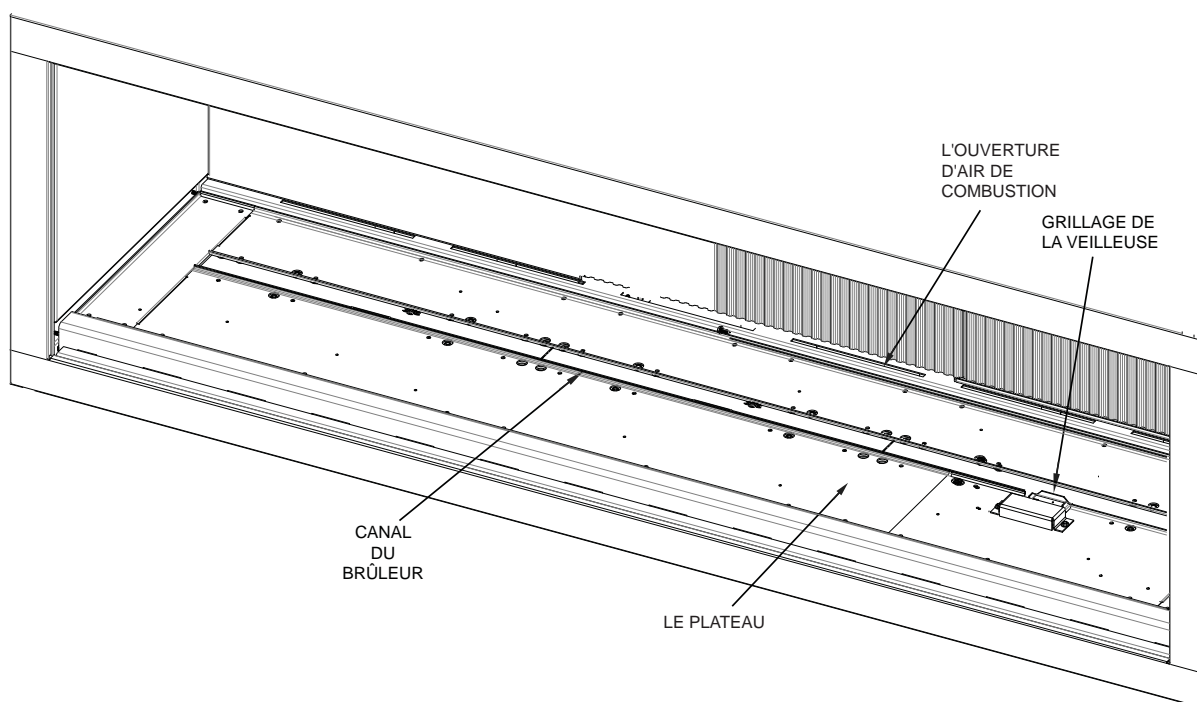 L'OUVERTURE
D'AIR DE
COMBUSTION
GRILLAGE DE
LA VEILLEUSE
CANAL
DU
BRÛLEUR
LE PLATEAU